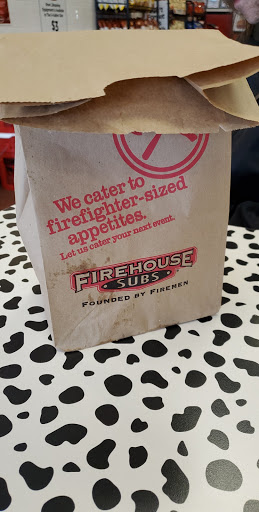 We cater to
firefighter-sized
appetites.
Let us cater your next event.
FIREHOUSE
SUBS
FOUNDED BY FIREMEN